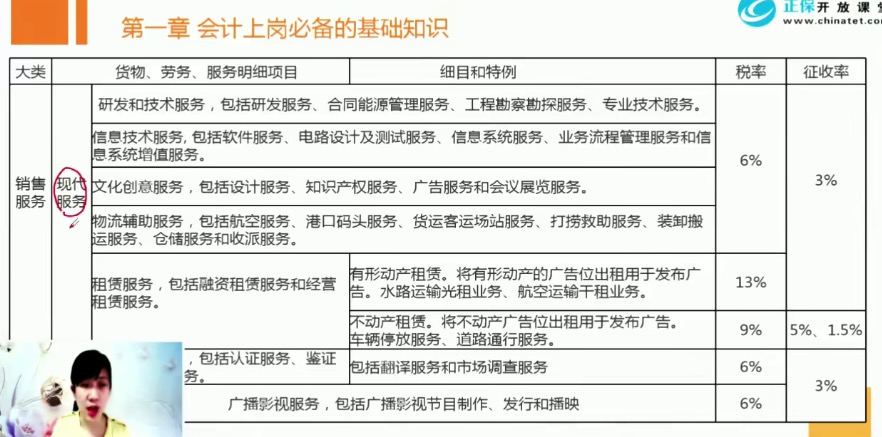 第一章 会计上岗必备的基础知识
正保开放课堂
www.chinatet.com
大类 货物、劳务、服务明细项目 细目和特例 税率 征收率
销售服务 现代服务
研发和技术服务，包括研发服务、合同能源管理服务、工程勘察勘探服务、专业技术服务。
信息技术服务,包括软件服务、电路设计及测试服务、信息系统服务、业务流程管理服务和信
息系统增值服务。
6% 3%
文化创意服务，包括设计服务、知识产权服务、广告服务和会议展览服务。
物流辅助服务，包括航空服务、港口码头服务、货运客运场站服务、打捞救助服务、装卸搬
运服务、仓储服务和收派服务。
租赁服务，包括融资租赁服务和经营
租赁服务。
有形动产租赁。将有形动产的广告位出租用于发布广
告。水路运输光租业务、航空运输干租业务。
13%
不动产租赁。将不动产广告位出租用于发布广告。
车辆停放服务、道路通行服务。
9% 5%、1.5%
，包括认证服务、鉴证
务。
包括翻译服务和市场调查服务 6% 3%
广播影视服务，包括广播影视节目制作、发行和播映 6%